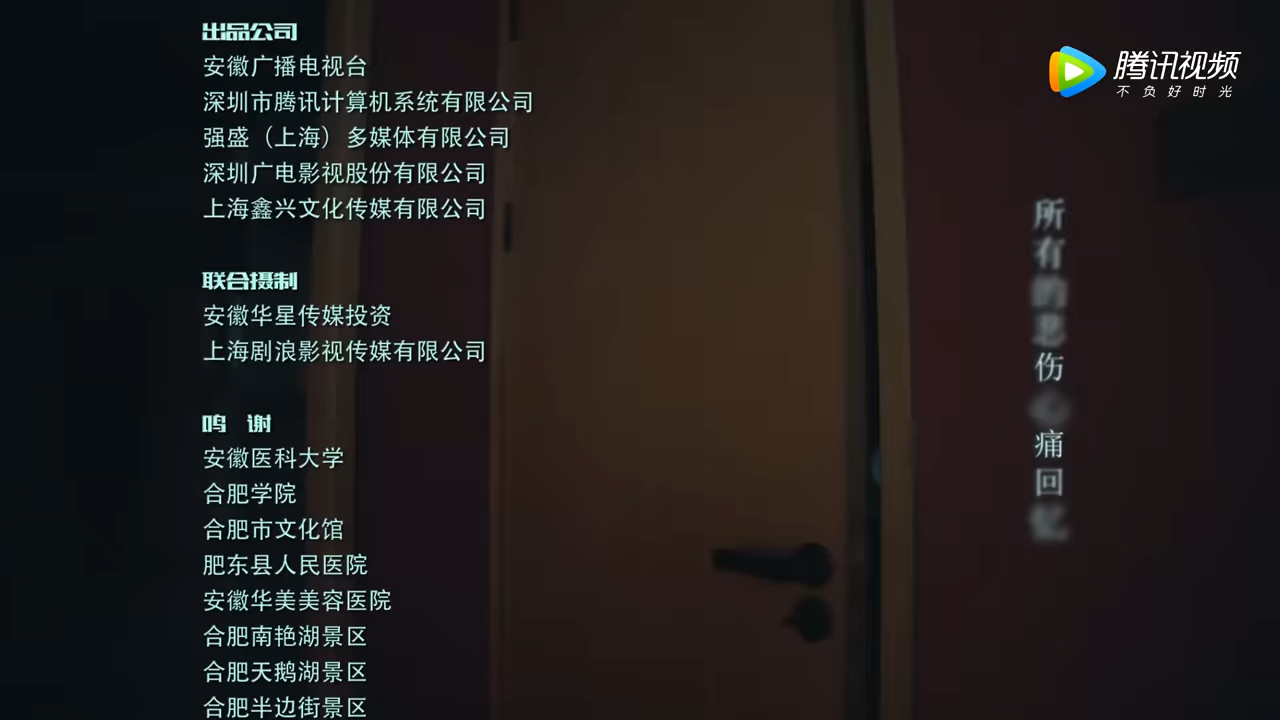 出品公司
安徽广播电视台
深圳市腾讯计算机系统有限公司
强盛（上海）多媒体有限公司
深圳广电影视股份有限公司
上海鑫兴文化传媒有限公司
联合摄制
安徽华星传媒投资
上海剧浪影视传媒有限公司
鸣 谢
安徽医科大学
合肥学院
合肥市文化馆
肥东县人民医院
安徽华美美容医院
合肥南艳湖景区
合肥天鹅湖景区
合肥半边街景区
腾讯视频
不负好时光
所有的悲伤心痛回忆